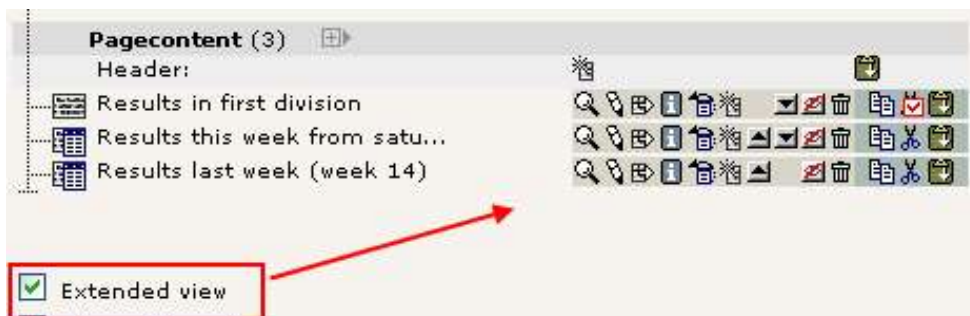 Pagecontent (3)
Header:
Results in first division
Results this week from satu...
Results last week (week 14)
Extended view